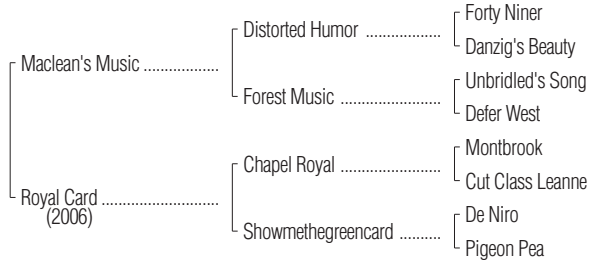 Forty Niner
Distorted Humor ..................
Danzig's Beauty
Maclean's Music ..................
Unbridled's Song
Forest Music ........................
Defer West
Montbrook
Chapel Royal ........................
Cut Class Leanne
Royal Card ............................
(2006)
De Niro
Showmethegreencard ..........
Pigeon Pea